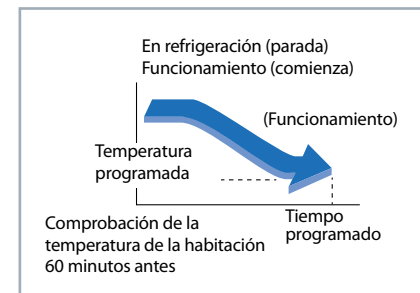 En refrigeración (parada)
Funcionamiento (comienza)
(Funcionamiento)
Temperatura
programada
Tiempo
programado
Comprobación de la
temperatura de la habitación
60 minutos antes